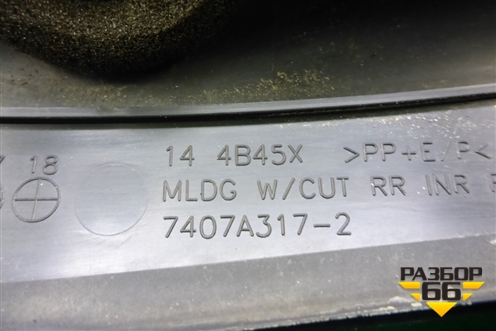 18
14 4B45X >PP+E/P<
MLDG W/CUT RR INR
7407A317-2
РАЗБОР
66